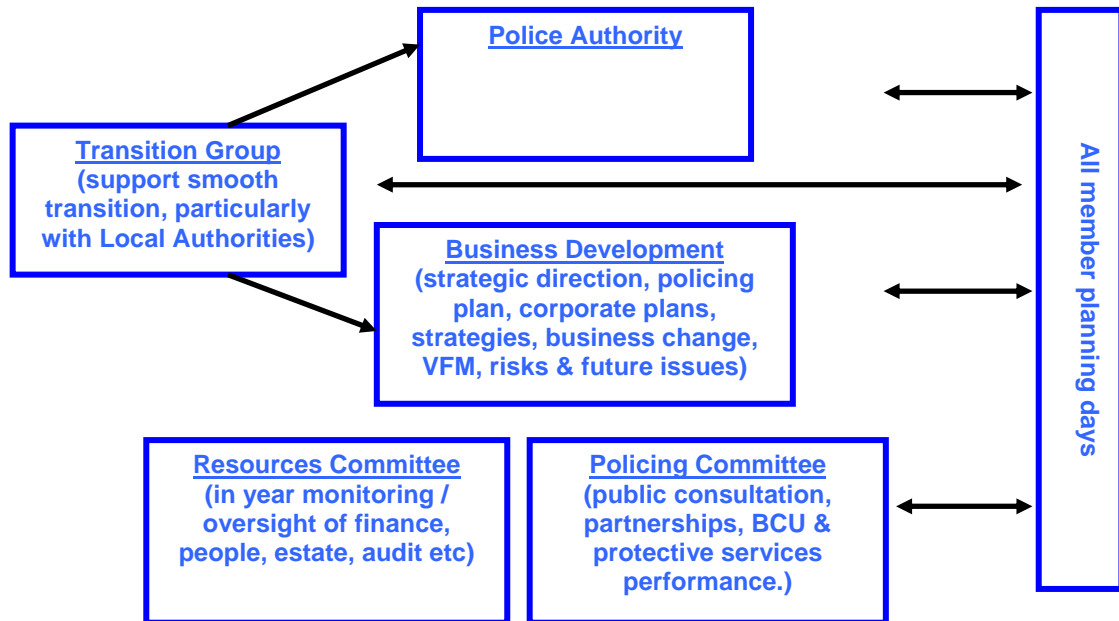 Police Authority
Transition Group
(support smooth
transition, particularly
with Local Authorities)
Business Development
(strategic direction, policing
plan, corporate plans,
strategies, business change,
VFM, risks & future issues)
Resources Committee
(in year monitoring /
oversight of finance,
people, estate, audit etc)
Policing Committee
(public consultation,
partnerships, BCU &
protective services
performance.)
All member planning days